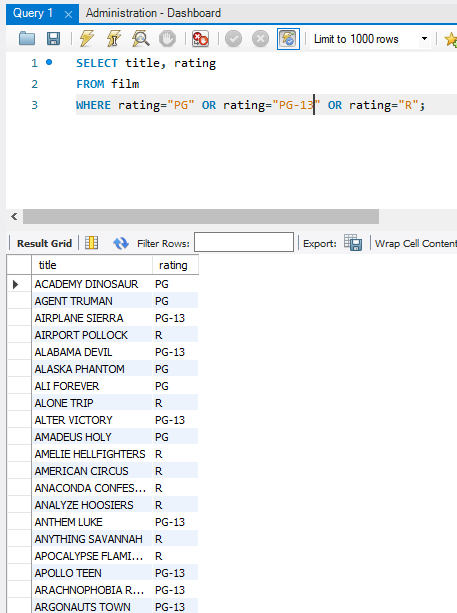 Query 1 × Administration - Dashboard
Limit to 1000 rows
1 SELECT title, rating
2 FROM film
3 WHERE rating="PG" OR rating="PG-13" OR rating="R";
Result Grid Filter Rows: Export: Wrap Cell Content
title rating
ACADEMY DINOSAUR PG
AGENT TRUMAN PG
AIRPLANE SIERRA PG-13
AIRPORT POLLOCK R
ALABAMA DEVIL PG-13
ALASKA PHANTOM PG
ALI FOREVER PG
ALONE TRIP R
ALTER VICTORY PG-13
AMADEUS HOLY PG
AMELIE HELLFIGHTERS R
AMERICAN CIRCUS R
ANACONDA CONFES... R
ANALYZE HOOSIERS R
ANTHEM LUKE PG-13
ANYTHING SAVANNAH R
APOCALYPSE FLAMI... R
APOLLO TEEN PG-13
ARACHNOPHOBIA R... PG-13
ARGONAUTS TOWN PG-13